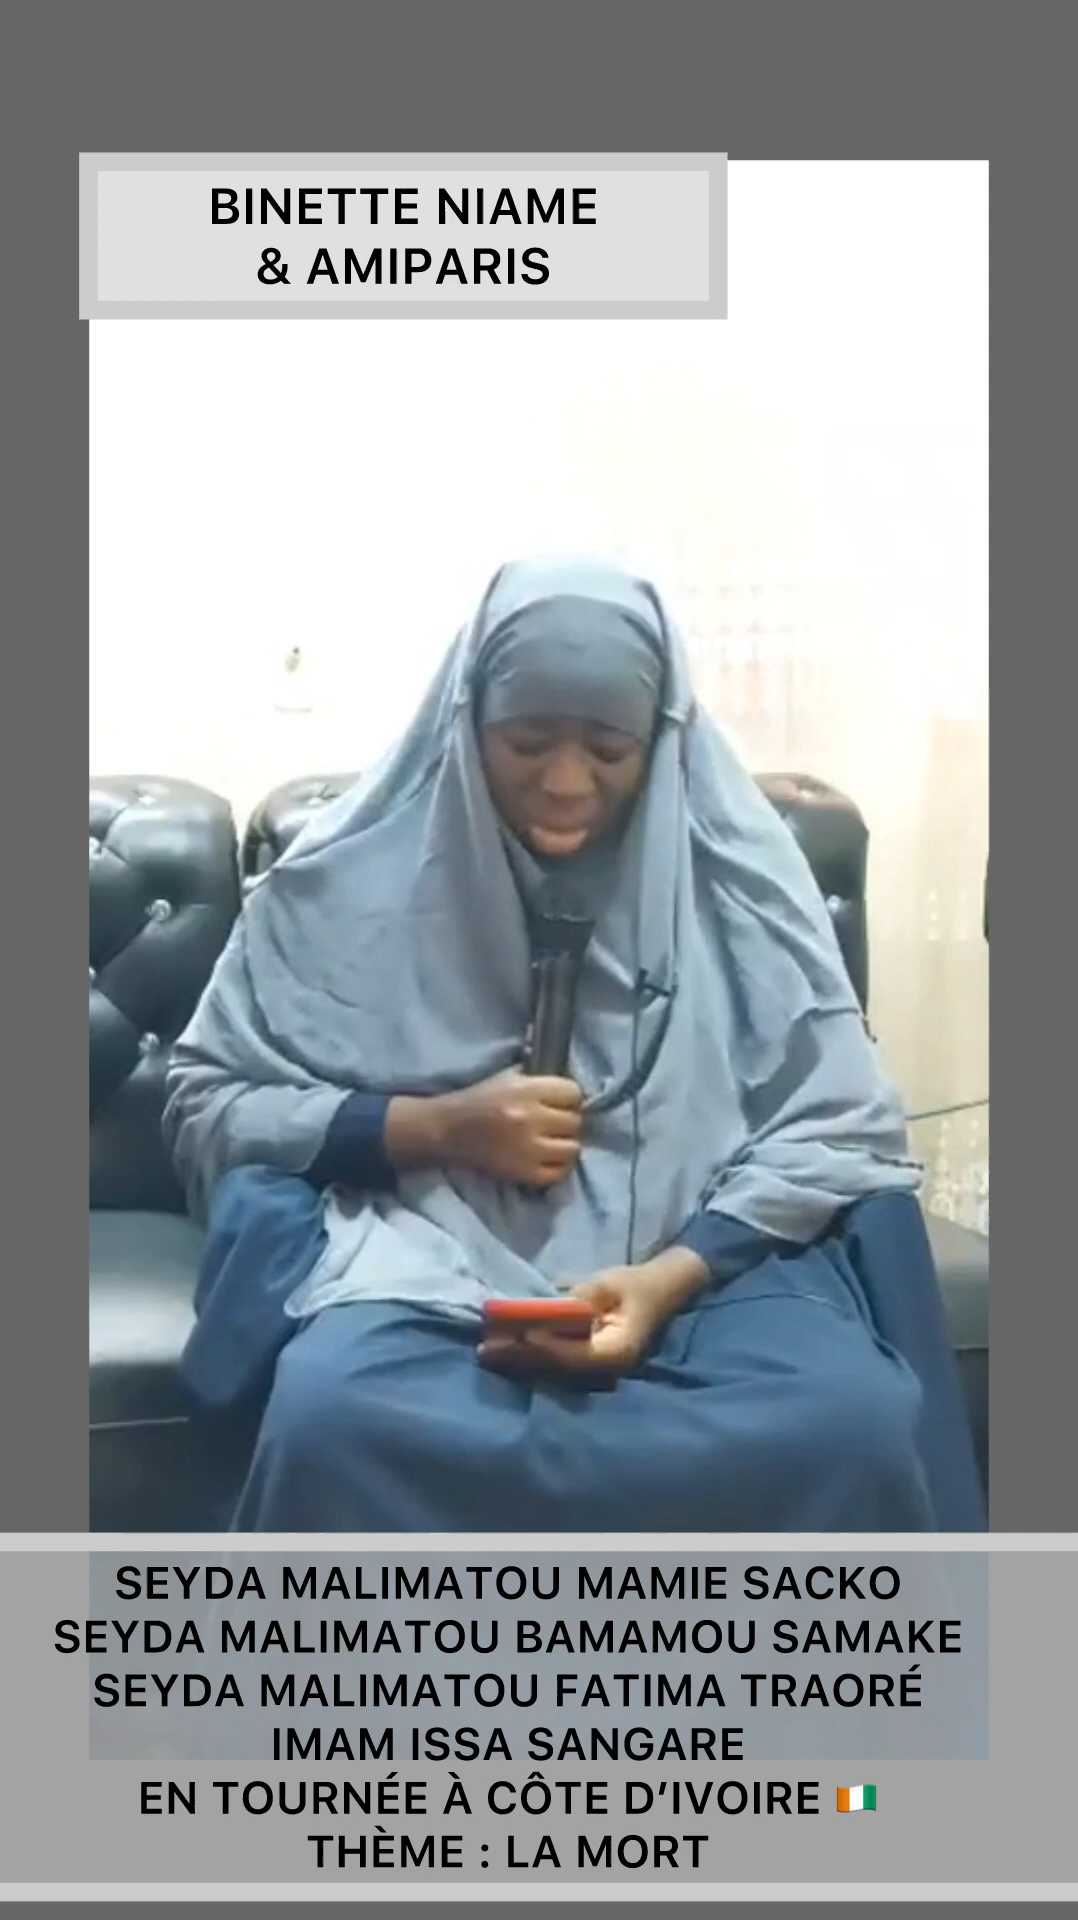 BINETTE NIAME
& AMIPARIS
SEYDA MALIMATOU MAMIE SACKO
SEYDA MALIMATOU BAMAMOU SAMAKE
SEYDA MALIMATOU FATIMA TRAORÉ
IMAM ISSA SANGARE
EN TOURNÉE À CÔTE D’IVOIRE 🇨🇮
THÈME : LA MORT